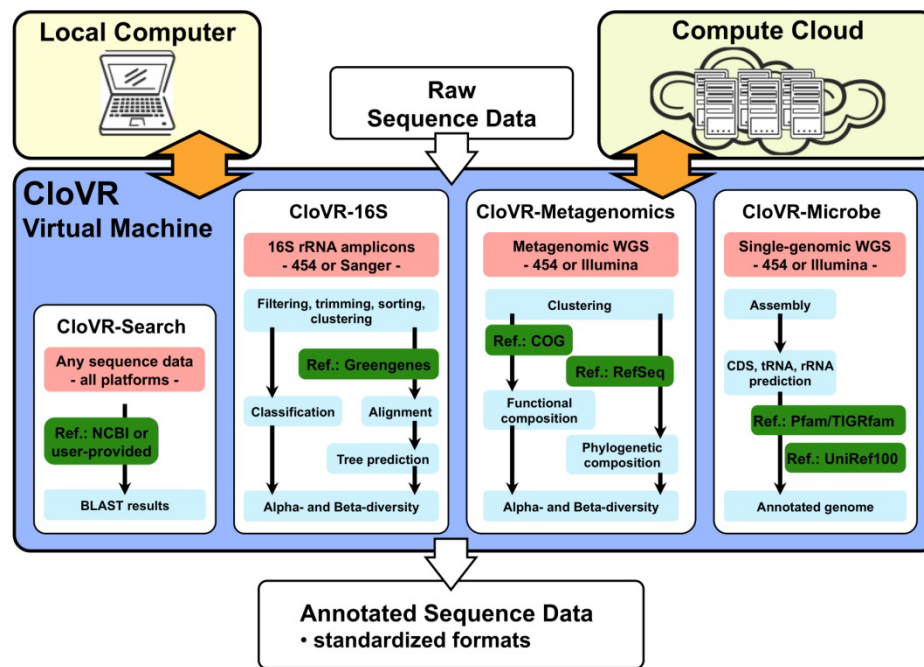 Local Computer
Compute Cloud
Raw
Sequence Data
CloVR
Virtual Machine
CloVR-Search
Any sequence data
- all platforms -
Ref.: NCBI or
user-provided
BLAST results
CloVR-16S
16S rRNA amplicons
- 454 or Sanger -
Filtering, trimming, sorting,
clustering
Ref.: Greengenes
Classification
Alignment
Tree prediction
Alpha- and Beta-diversity
CloVR-Metagenomics
Metagenomic WGS
- 454 or Illumina
Clustering
Ref.: COG
Ref.: RefSeq
Functional
composition
Phylogenetic
composition
Alpha- and Beta-diversity
CloVR-Microbe
Single-genomic WGS
- 454 or Illumina -
Assembly
CDS, tRNA, rRNA
prediction
Ref.: Pfam/TIGRfam
Ref.: UniRef100
Annotated genome
Annotated Sequence Data
• standardized formats